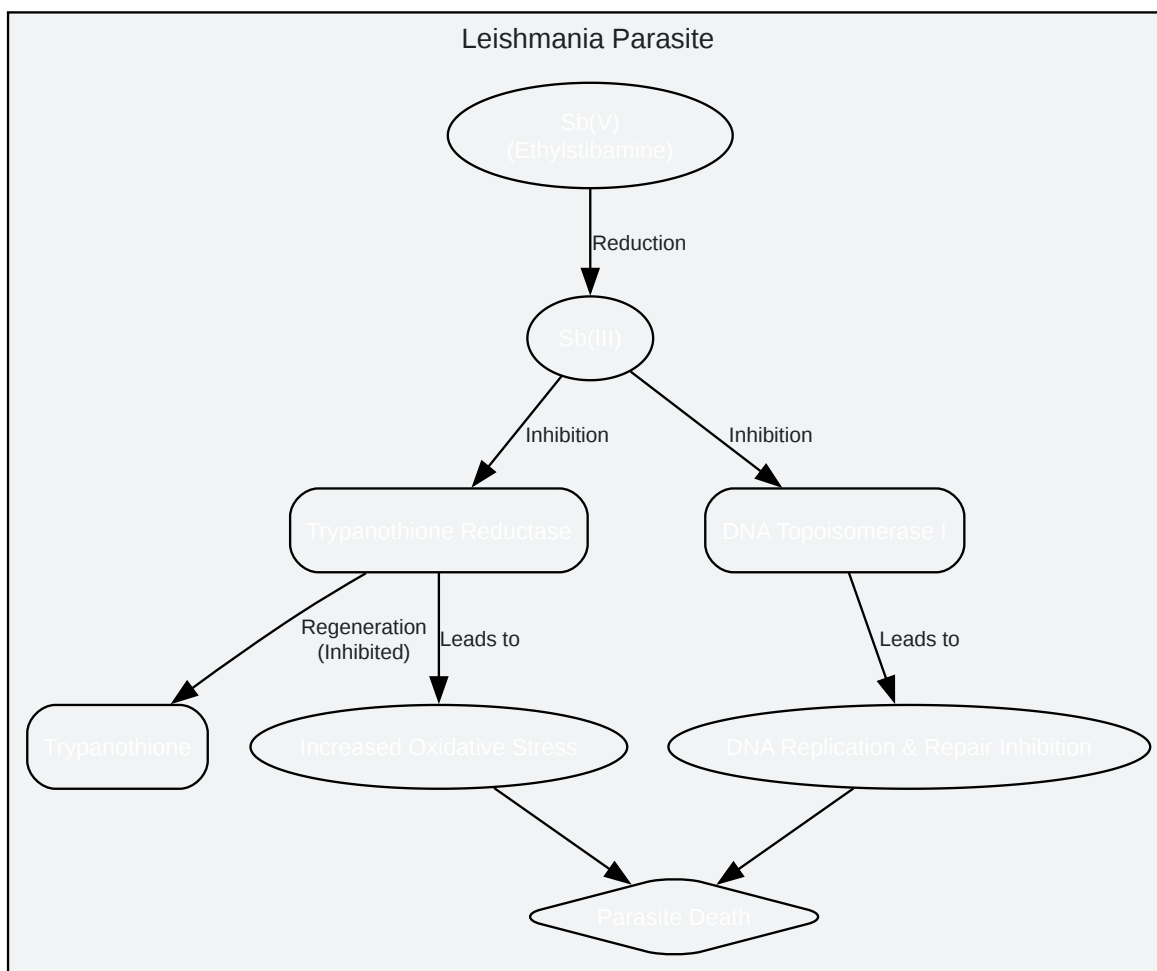 Leishmania Parasite
Sb(V)
(Ethylstibamine)
Reduction
Sb(III)
Inhibition
Inhibition
Trypanothione Reductase
DNA Topoisomerase I
Regeneration
(Inhibited)
Leads to
Leads to
Trypanothione
Increased Oxidative Stress
DNA Replication & Repair Inhibition
Parasite Death